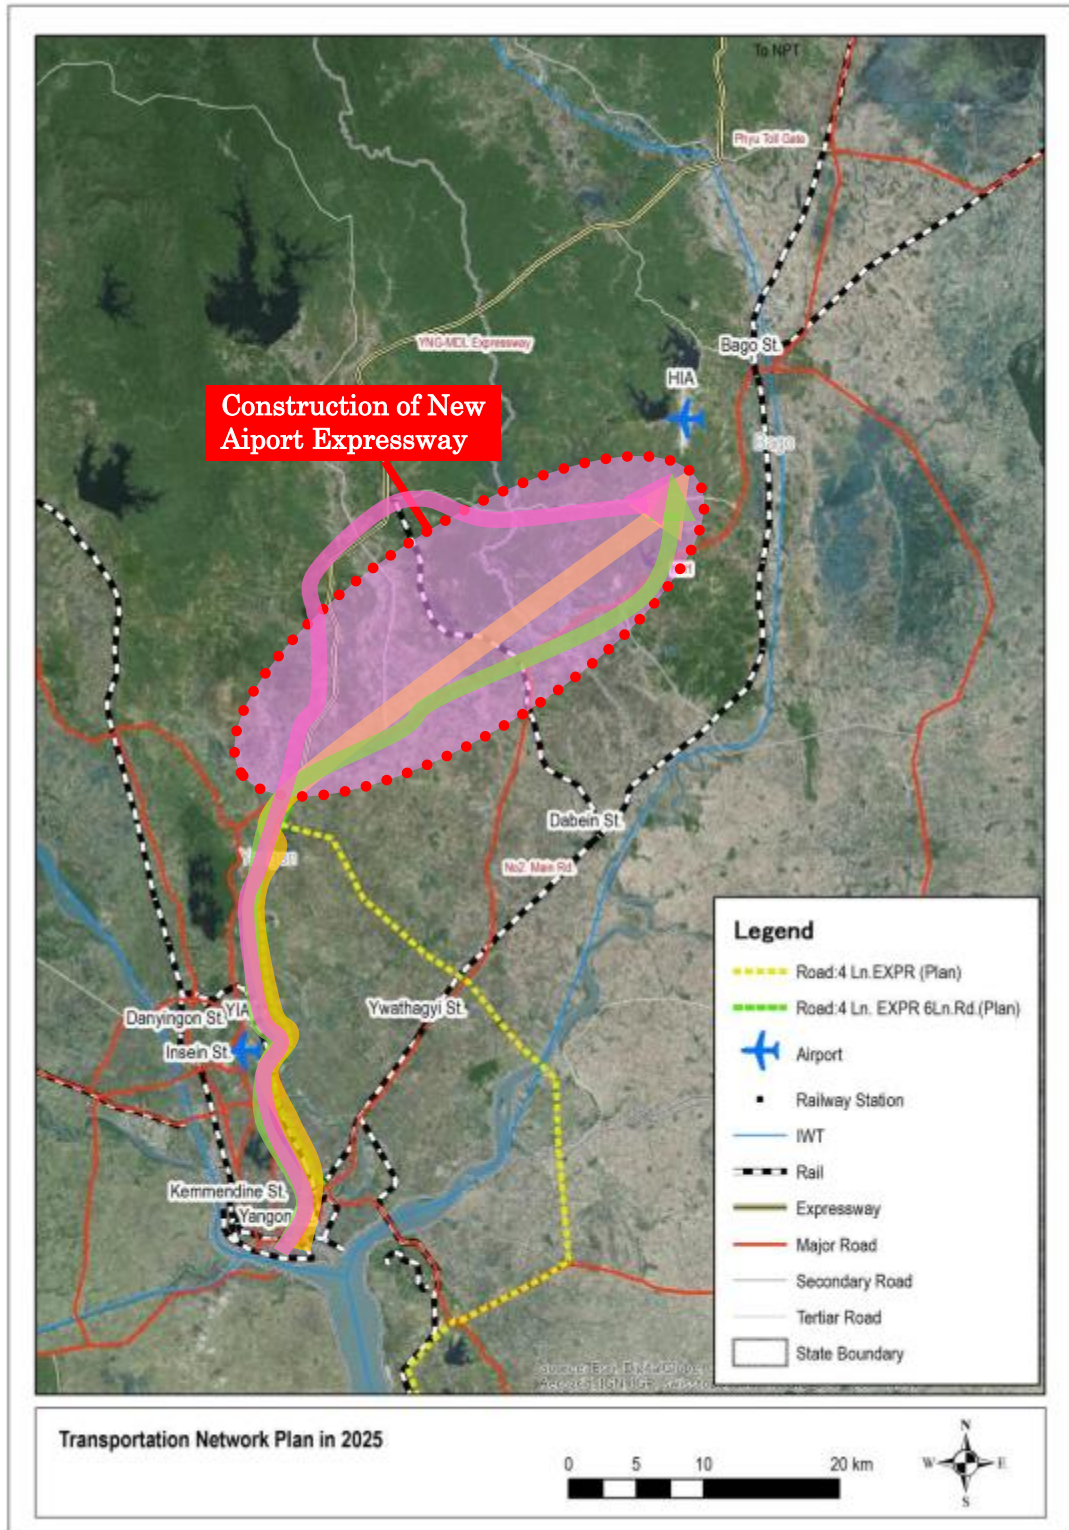 To NPT
Phyu Toll Gate
YNG-MDL Expressway
Bago St.
HIA
Construction of New
Aiport Expressway
Bago
Dabein St.
No2. Main Rd.
Ywathagyi St.
YIA
Danyingon St.
Insein St.
Kemmendine St.
Yangon
Legend
Road:4 Ln.EXPR (Plan)
Road:4 Ln. EXPR 6Ln.Rd.(Plan)
Airport
Railway Station
IWT
Rail
Expressway
Major Road
Secondary Road
Tertiar Road
State Boundary
Transportation Network Plan in 2025
0 5 10 20 km
N
W E
S